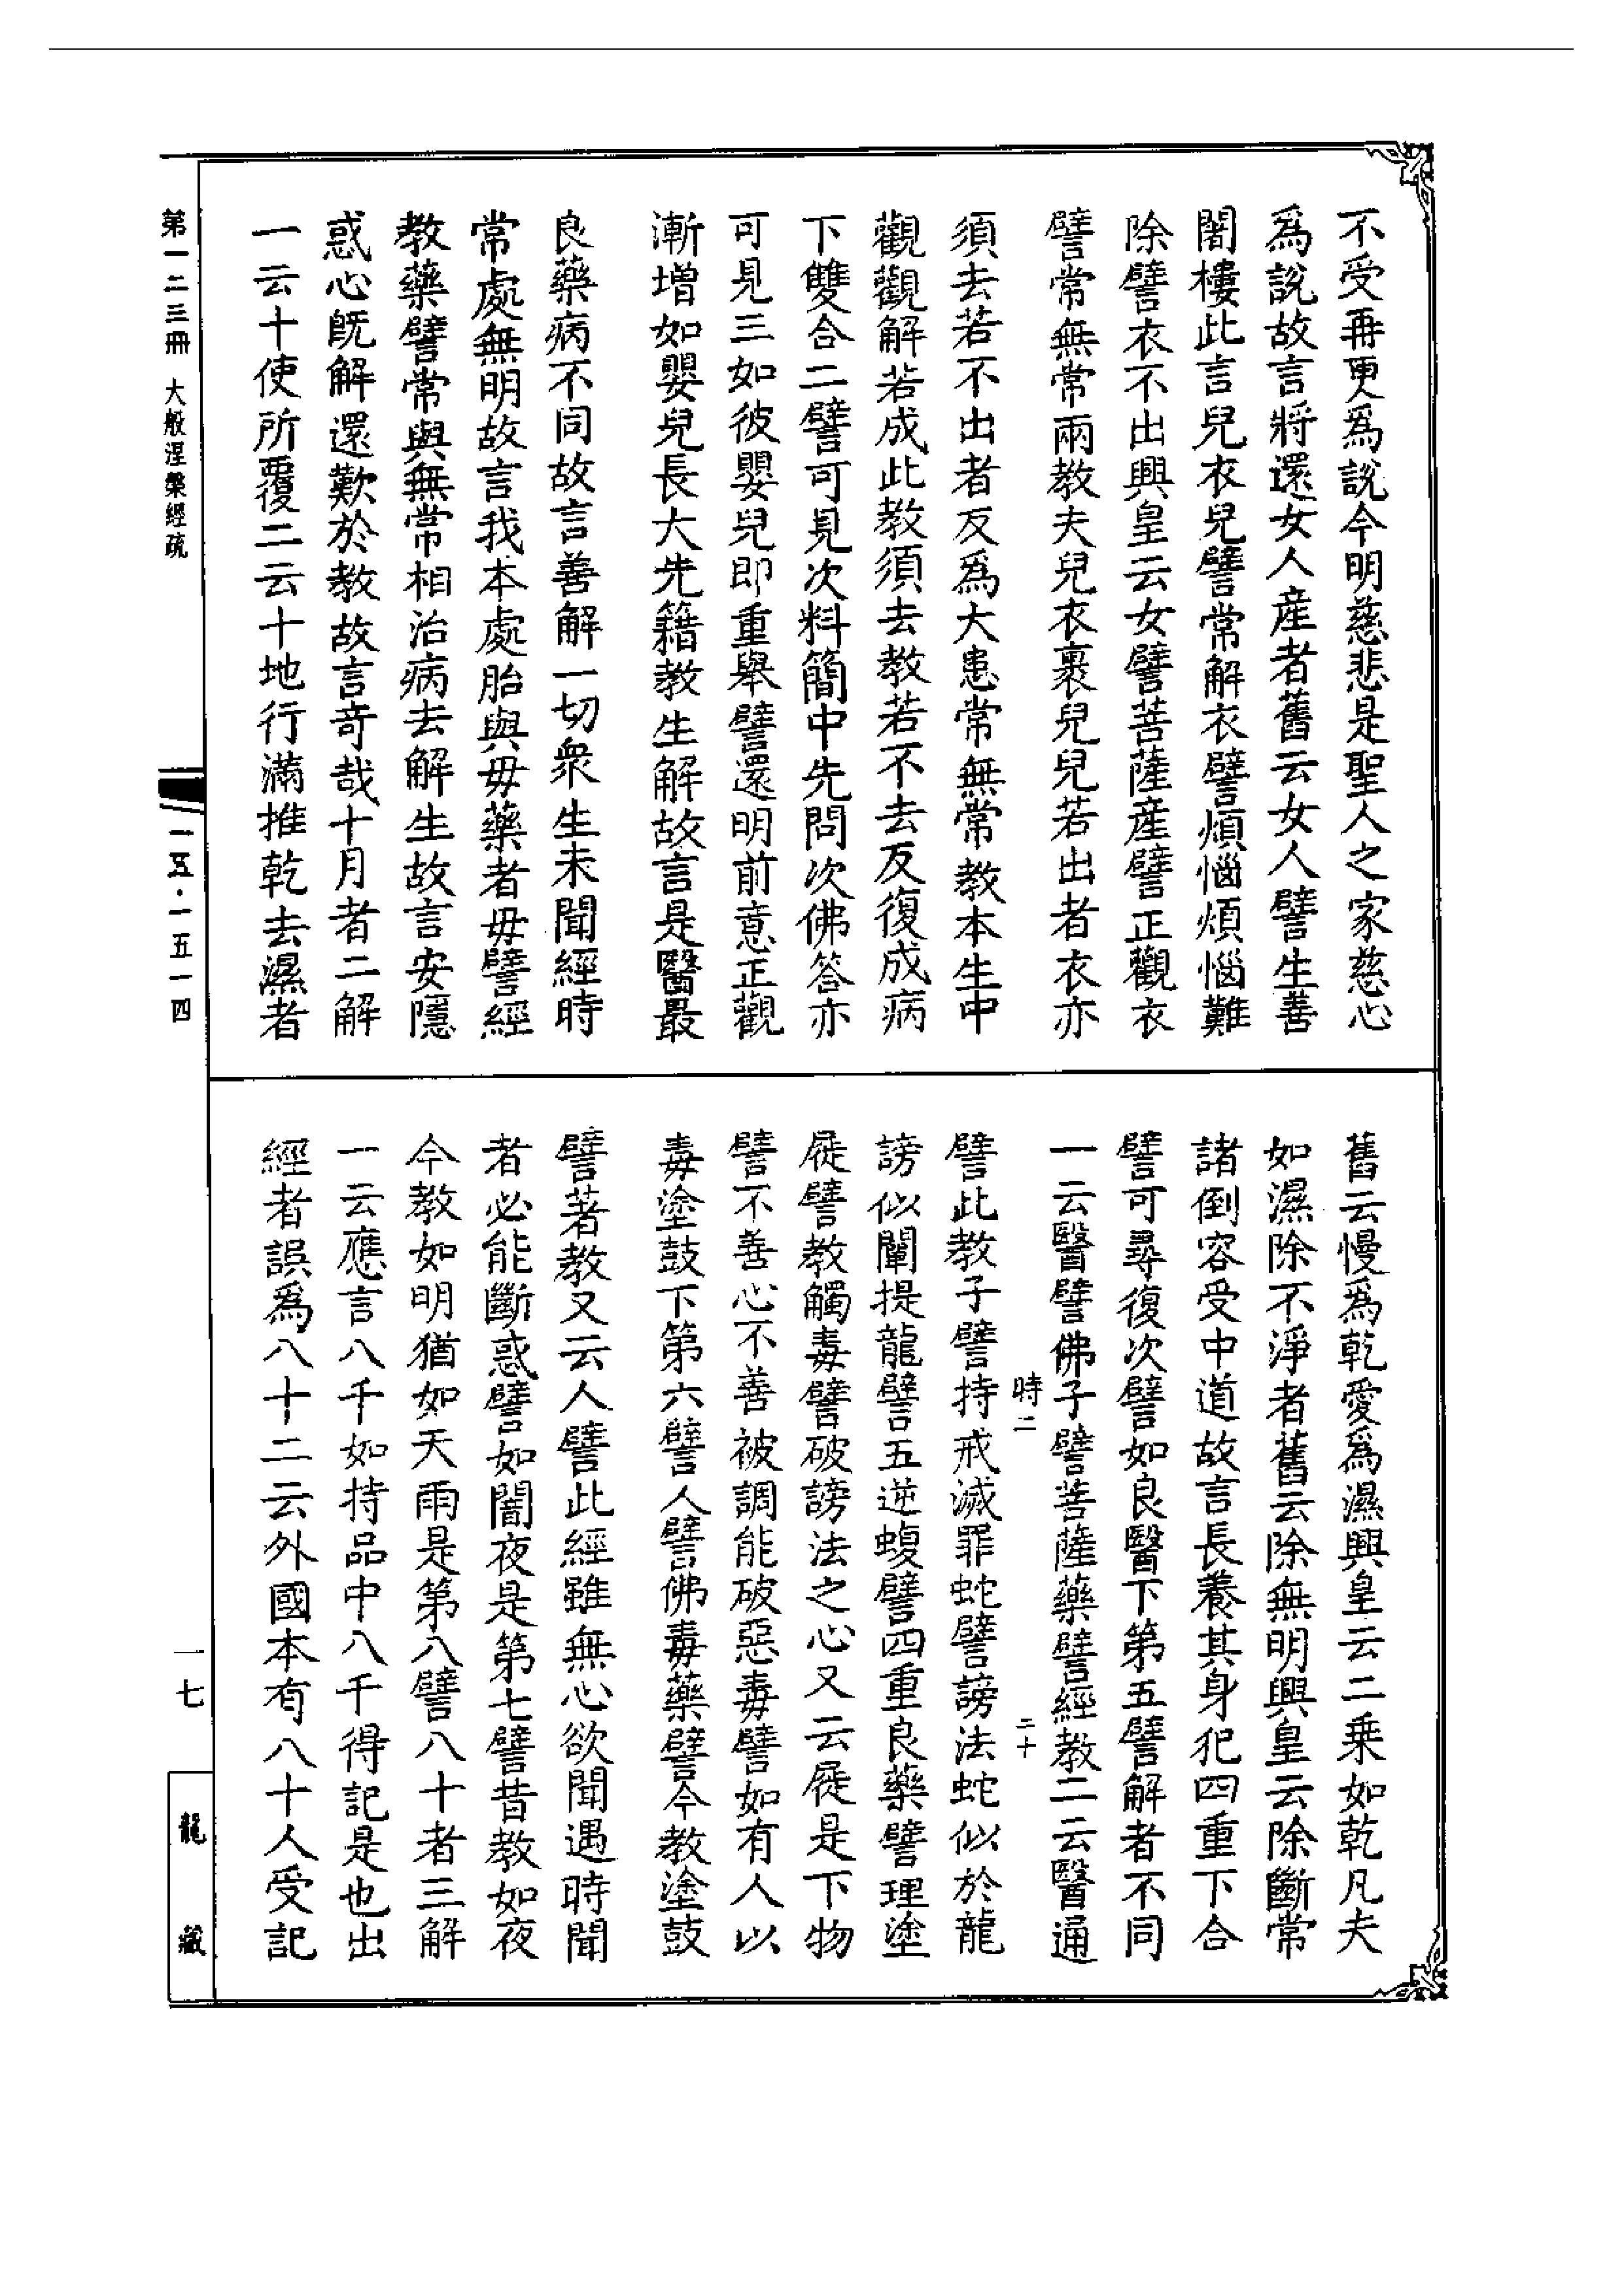 不受再更爲說今明慈悲是聖人之家慈心
爲說故言將還女人產者舊云女人譬生善
闍樓此言兒衣兒譬常解衣譬煩惱煩惱難
除譬衣不出興皇云女譬菩薩產譬正觀衣
譬常無常兩教夫兒衣裹兒兒若出者衣亦
須去若不出者反爲大患常無常教本生中
觀觀解若成此教須去教若不去反復成病
下雙合二譬可見次料簡中先問次佛答亦
可見三如彼嬰兒即重舉譬還明前意正觀
漸增如嬰兒長大先籍教生解故言是醫最
良藥病不同故言善解一切衆生未聞經時
常處無明故言我本處胎與毋藥者毋譬經
教藥譬常與無常相治病去解生故言安隱
惑心旣解還歎於教故言奇哉十月者二解
一云十使所覆二云十地行滿推乾去濕者
舊云慢爲乾愛爲濕興皇云二乘如乾凡夫
如濕除不淨者舊云除無明興皇云除斷常
諸倒容受中道故言長養其身犯四重下合
譬可尋復次譬如良醫下第五譬解者不同
一云醫譬佛子譬菩薩藥譬經教二云醫通
時二 二十
譬此教子譬持戒滅罪蛇譬謗法蛇似於龍
謗似闡提龍譬五逆蝮譬四重良藥譬理塗
屣譬教觸毒譬破謗法之心又云屣是下物
譬不善心不善被調能破惡毒譬如有人以
毒塗鼓下第六譬人譬佛毒藥譬今教塗鼓
譬著教又云人譬此經雖無心欲聞遇時聞
者必能斷惑譬如闇夜是第七譬昔教如夜
今教如明猶如天雨是第八譬八十者三解
一云應言八千如持品中八千得記是也出
經者誤爲八十二云外國本有八十人受記
第一二三冊 大般涅槃經疏
一五·一五一四
一七
龍藏